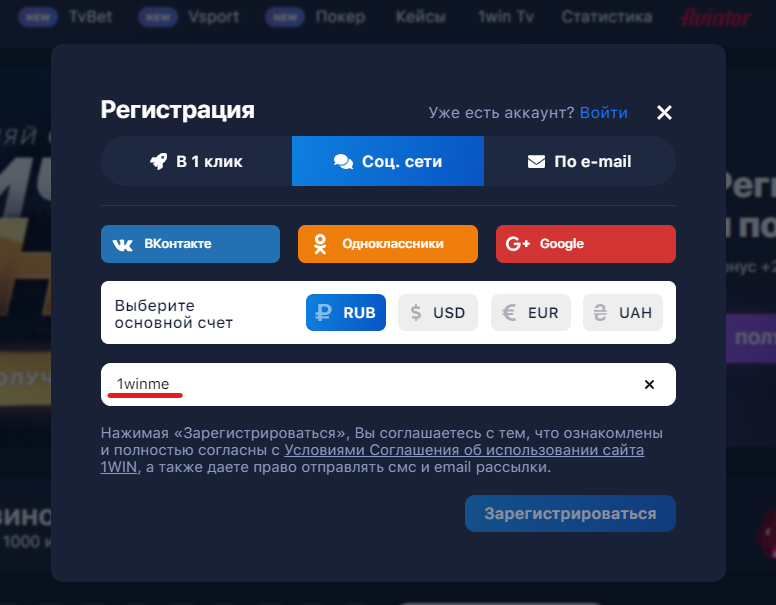 NEW TvBet NEW Vsport NEW Покер Кейсы 1win Tv Статистика Aviator
Регистрация
Уже есть аккаунт? Войти
В 1 клик Соц. сети По e-mail
ВКонтакте Одноклассники G+ Google
Выберите
основной счет
₽ RUB $ USD € EUR ₴ UAH
1winme
Нажимая «Зарегистрироваться», Вы соглашаетесь с тем, что ознакомлены
и полностью согласны с Условиями Соглашения об использовании сайта
1WIN, а также даете право отправлять смс и email рассылки.
Зарегистрироваться
1000 и